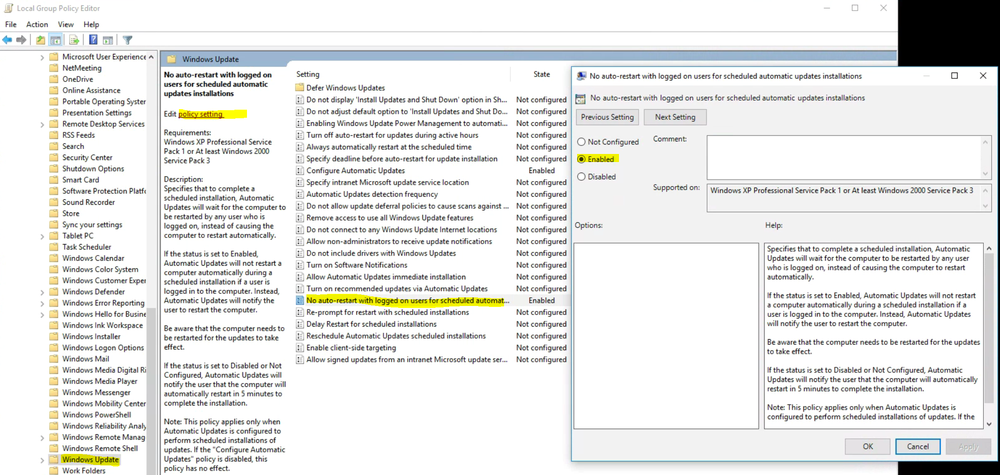 Local Group Policy Editor
File Action View Help
Microsoft User Experience
NetMeeting
OneDrive
Online Assistance
Portable Operating Syster
Presentation Settings
Remote Desktop Services
RSS Feeds
Search
Security Center
Shutdown Options
Smart Card
Software Protection Platfo
Sound Recorder
Store
Sync your settings
Tablet PC
Task Scheduler
Windows Calendar
Windows Color System
Windows Customer Exper
Windows Defender
Windows Error Reporting
Windows Hello for Busine
Windows Ink Workspace
Windows Installer
Windows Logon Options
Windows Mail
Windows Media Digital Ri
Windows Media Player
Windows Messenger
Windows Mobility Center
Windows PowerShell
Windows Reliability Analy
Windows Remote Manag
Windows Remote Shell
Windows Update
Work Folders
Windows Update
No auto-restart with logged on
users for scheduled automatic
updates installations
Edit policy setting
Requirements:
Windows XP Professional Service
Pack 1 or At least Windows 2000
Service Pack 3
Description:
Specifies that to complete a
scheduled installation, Automatic
Updates will wait for the computer to
be restarted by any user who is
logged on, instead of causing the
computer to restart automatically.
If the status is set to Enabled,
Automatic Updates will not restart a
computer automatically during a
scheduled installation if a user is
logged in to the computer. Instead,
Automatic Updates will notify the
user to restart the computer.
Be aware that the computer needs to
be restarted for the updates to take
effect.
If the status is set to Disabled or Not
Configured, Automatic Updates will
notify the user that the computer will
automatically restart in 5 minutes to
complete the installation.
Note: This policy applies only when
Automatic Updates is configured to
perform scheduled installations of
updates. If the "Configure Automatic
Updates" policy is disabled, this
policy has no effect.
Setting State
Defer Windows Updates
Do not display 'Install Updates and Shut Down' option in Sh... Not configured
Do not adjust default option to 'Install Updates and Shut Do... Not configured
Enabling Windows Update Power Management to automati... Not configured
Turn off auto-restart for updates during active hours Not configured
Always automatically restart at the scheduled time Not configured
Specify deadline before auto-restart for update installation Not configured
Configure Automatic Updates Enabled
Specify intranet Microsoft update service location Not configured
Automatic Updates detection frequency Not configured
Do not allow update deferral policies to cause scans against ... Not configured
Remove access to use all Windows Update features Not configured
Do not connect to any Windows Update Internet locations Not configured
Allow non-administrators to receive update notifications Not configured
Do not include drivers with Windows Updates Not configured
Turn on Software Notifications Not configured
Allow Automatic Updates immediate installation Not configured
Turn on recommended updates via Automatic Updates Not configured
No auto-restart with logged on users for scheduled automat... Enabled
Re-prompt for restart with scheduled installations Not configured
Delay Restart for scheduled installations Not configured
Reschedule Automatic Updates scheduled installations Not configured
Enable client-side targeting Not configured
Allow signed updates from an intranet Microsoft update ser... Not configured
No auto-restart with logged on users for scheduled automatic updates installations
No auto-restart with logged on users for scheduled automatic updates installations
Previous Setting Next Setting
Not Configured Comment:
Enabled
Disabled
Supported on: Windows XP Professional Service Pack 1 or At least Windows 2000 Service Pack 3
Options: Help:
Specifies that to complete a scheduled installation, Automatic
Updates will wait for the computer to be restarted by any user
who is logged on, instead of causing the computer to restart
automatically.
If the status is set to Enabled, Automatic Updates will not restart
a computer automatically during a scheduled installation if a
user is logged in to the computer. Instead, Automatic Updates
will notify the user to restart the computer.
Be aware that the computer needs to be restarted for the updates
to take effect.
If the status is set to Disabled or Not Configured, Automatic
Updates will notify the user that the computer will automatically
restart in 5 minutes to complete the installation.
Note: This policy applies only when Automatic Updates is
configured to perform scheduled installations of updates. If the
OK Cancel Apply